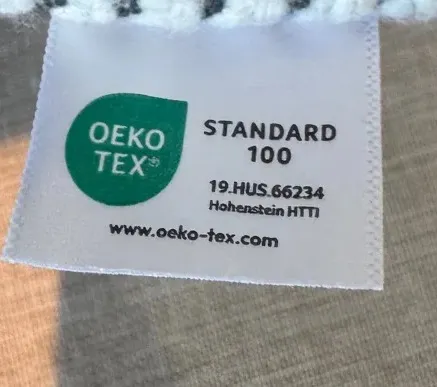 OEKO
TEX®
STANDARD
100
19.HUS.66234
Hohenstein HTTI
www.oeko-tex.com